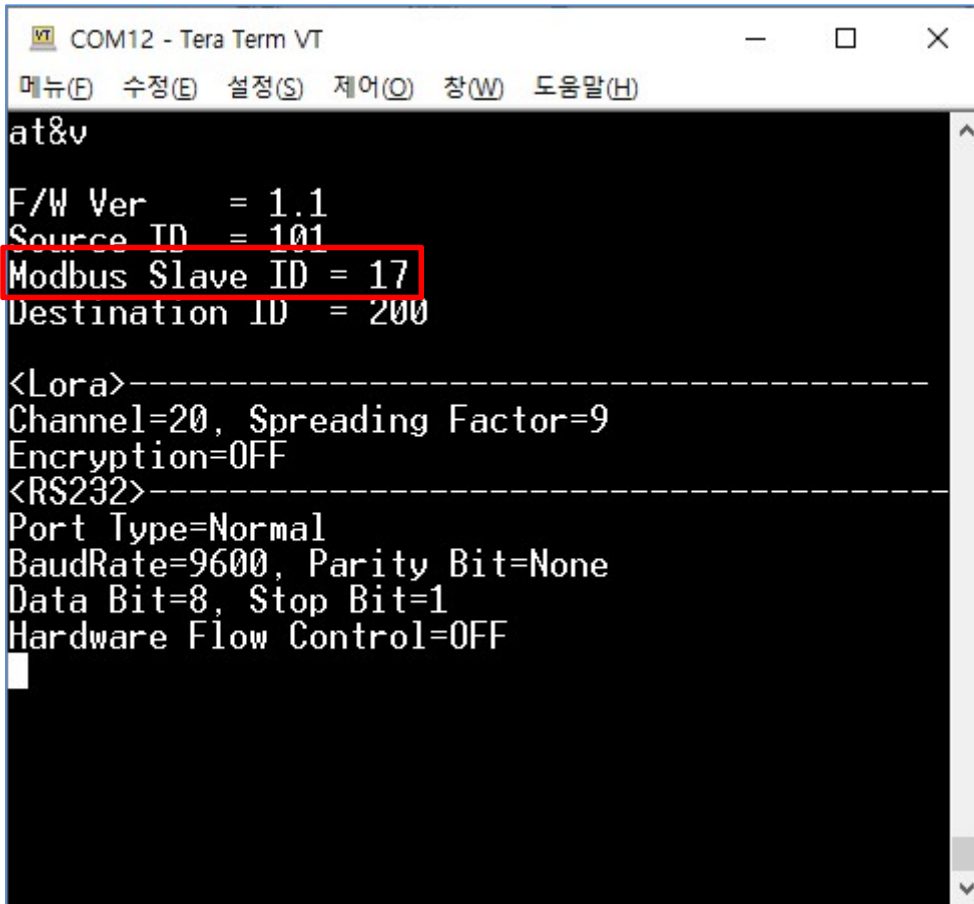 COM12 - Tera Term VT
메뉴(F) 수정(E) 설정(S) 제어(O) 창(W) 도움말(H)
at&v
F/W Ver = 1.1
Source ID = 101
Modbus Slave ID = 17
Destination ID = 200
<Lora>----------------------------------------
Channel=20, Spreading Factor=9
Encryption=OFF
<RS232>----------------------------------------
Port Type=Normal
BaudRate=9600, Parity Bit=None
Data Bit=8, Stop Bit=1
Hardware Flow Control=OFF